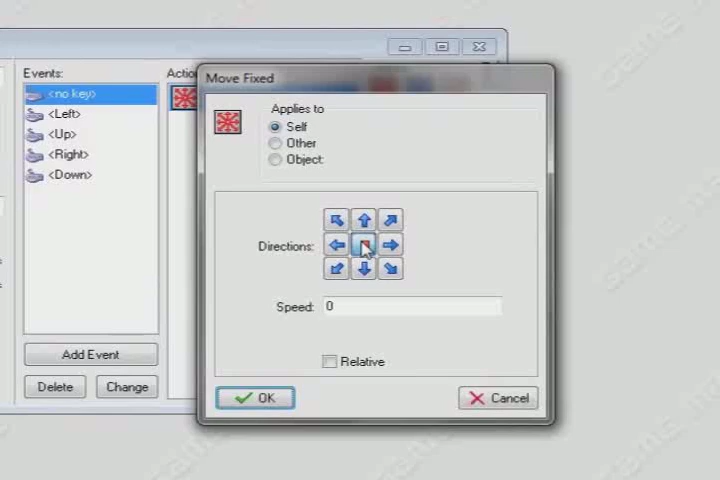 Move Fixed
Events:
Action
<no key>
<Left>
<Up>
<Right>
<Down>
Applies to
Self
Other
Object:
Directions:
Speed: 0
Relative
Add Event
Delete
Change
OK
Cancel